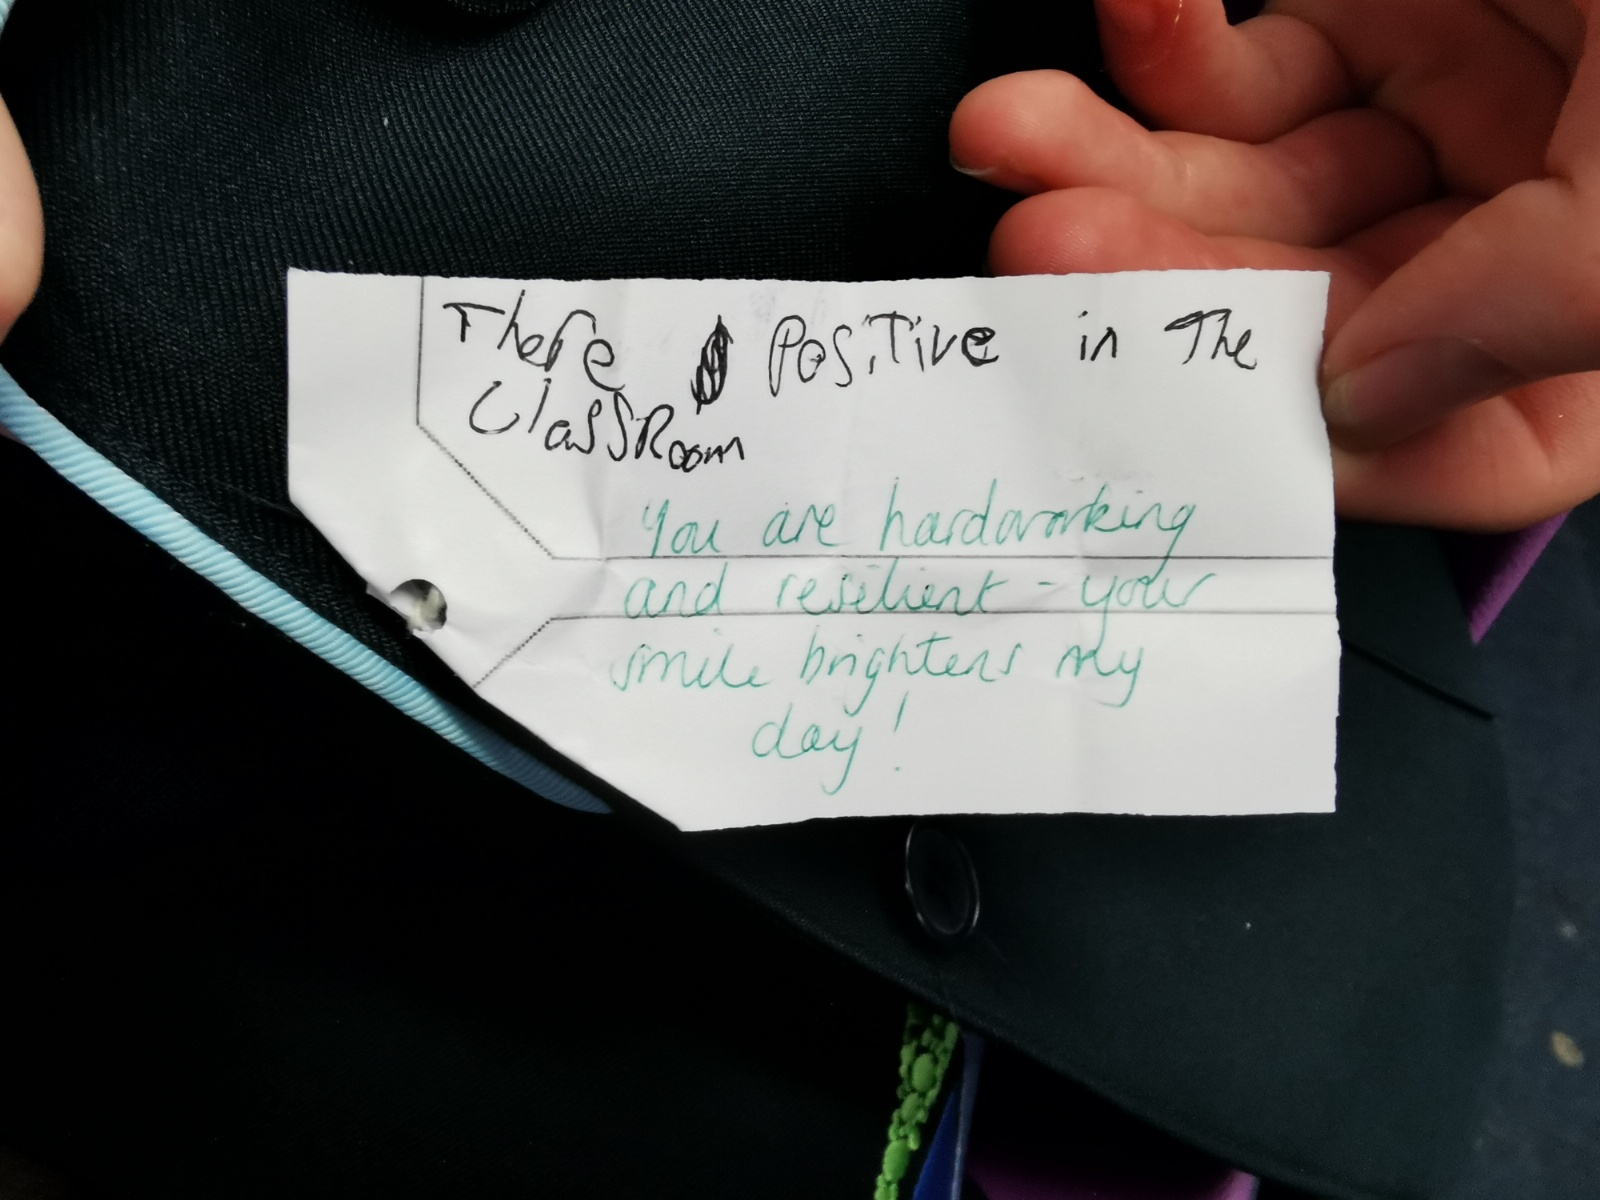 There Positive in The
ClassRoom
You are hardworking
and resilient - your
smile brightens my
day!